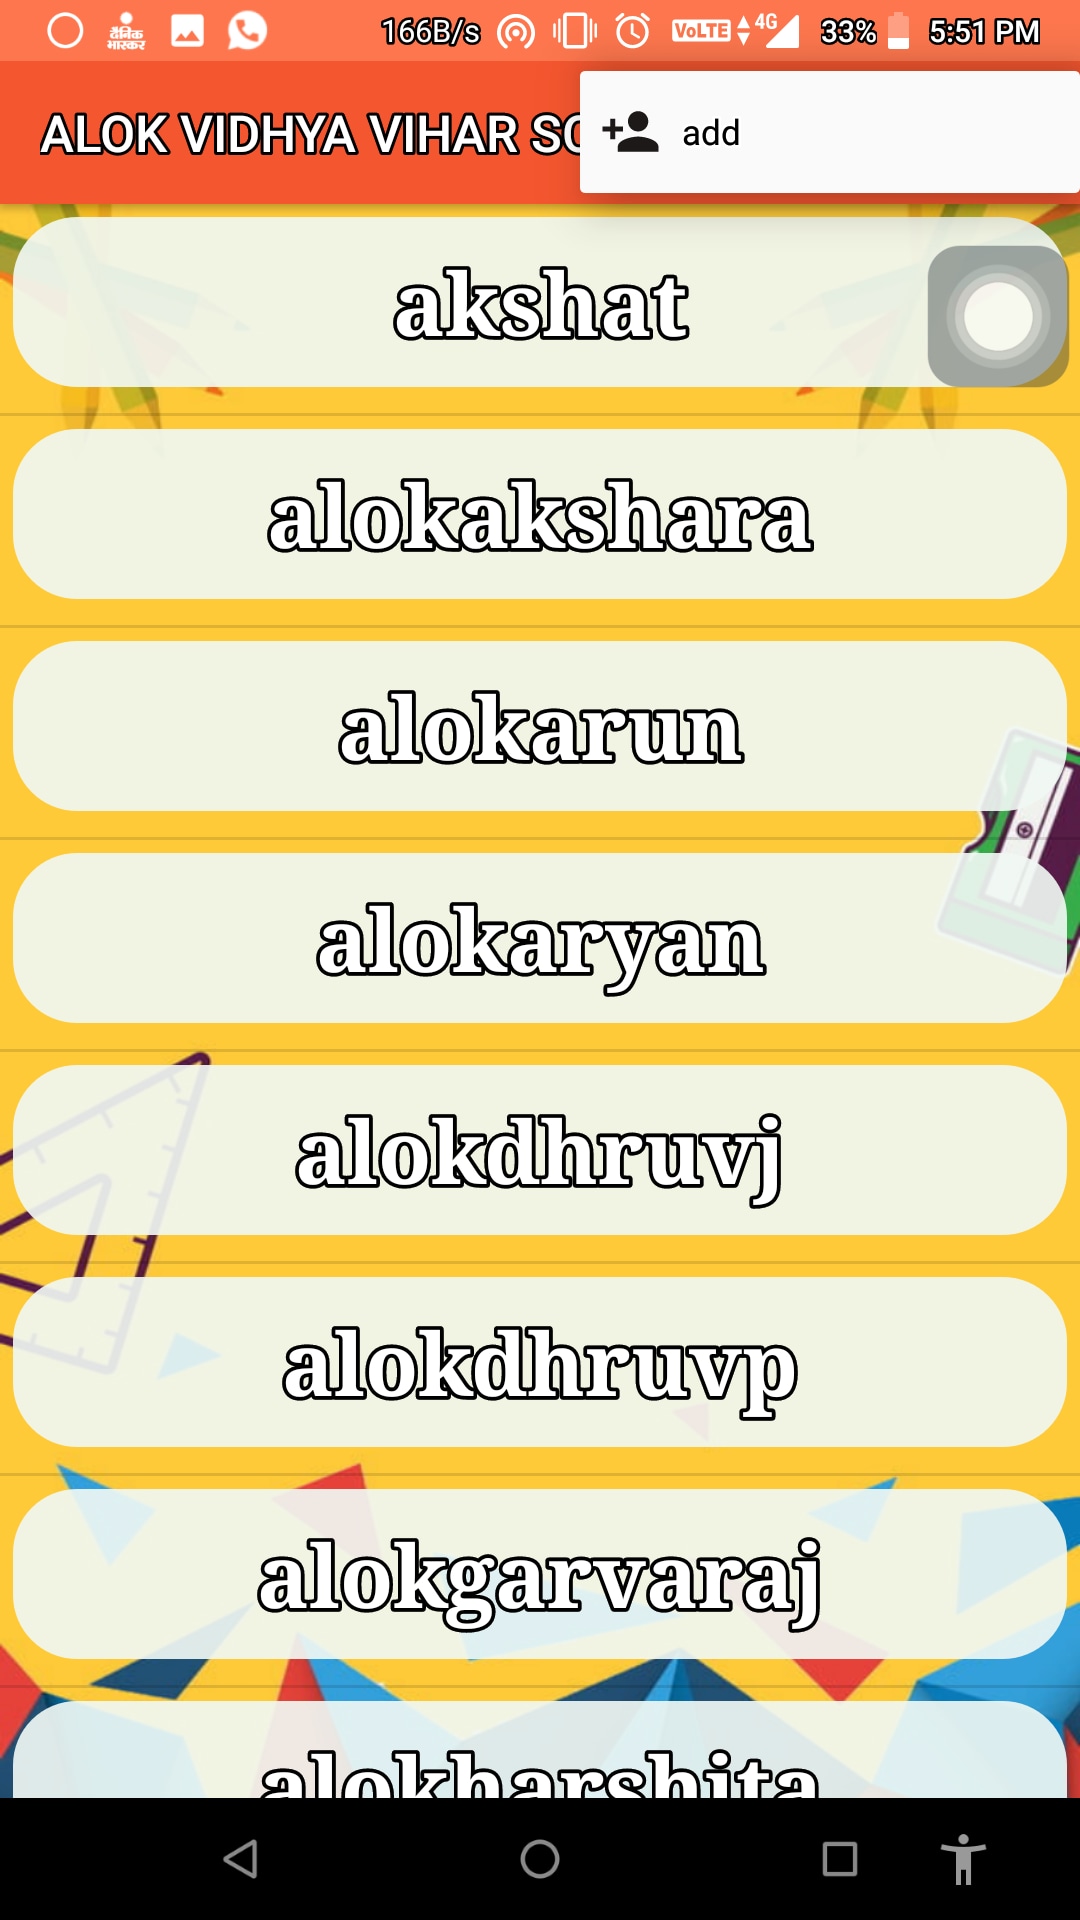 दैनिक
भास्कर
166B/s VoLTE 4G 33% 5:51 PM
ALOK VIDHYA VIHAR SC
add
akshat
alokakshara
alokarun
alokaryan
alokdhruvj
alokdhruvp
alokgarvaraj
alokharshita